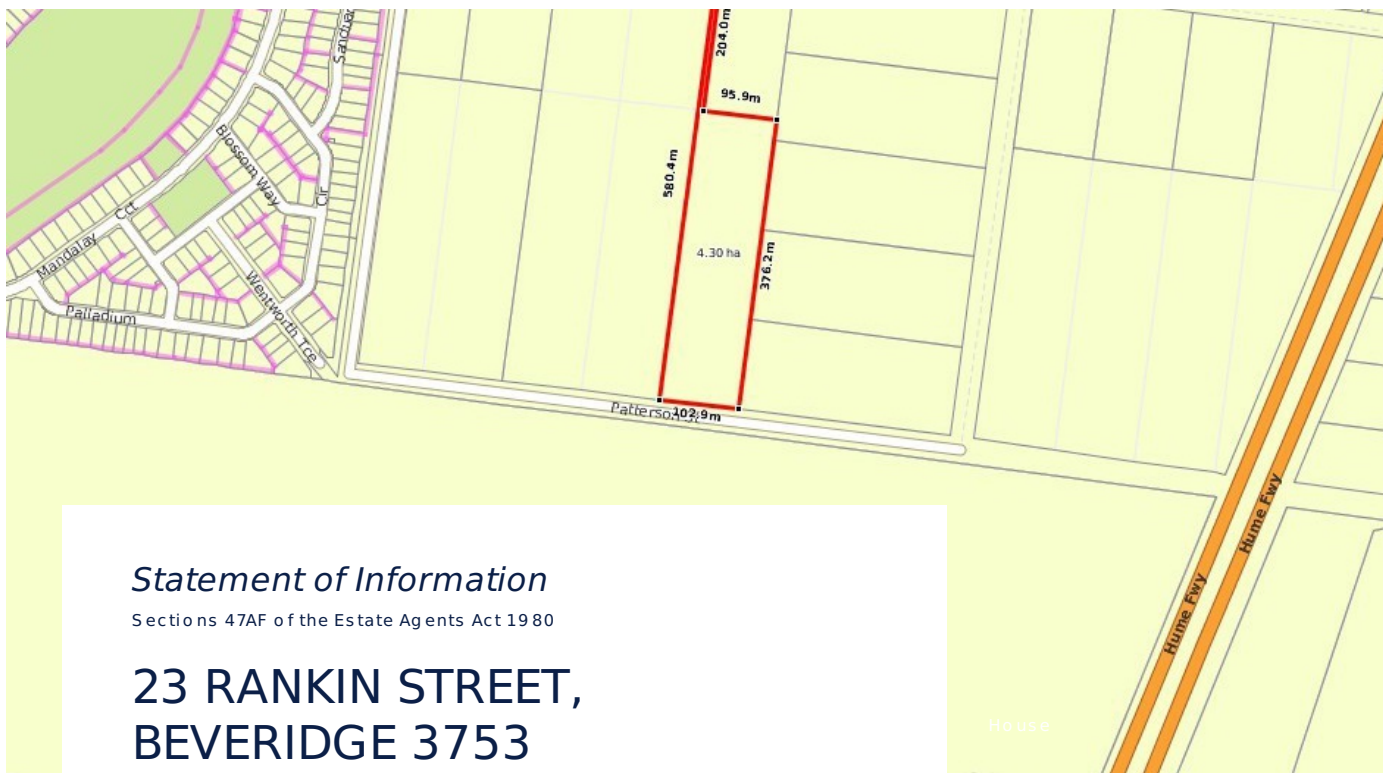 204.0m
Sanctuar
95.9m
Blossom Way
580.4m
Cir
Cct
Mandalay
4.30 ha
376.2m
Wentworth Tce
Palladium
Patterson St
102.9m
Hume Fwy
Hume Fwy
Statement of Information
Sections 47AF of the Estate Agents Act 1980
23 RANKIN STREET,
BEVERIDGE 3753
House